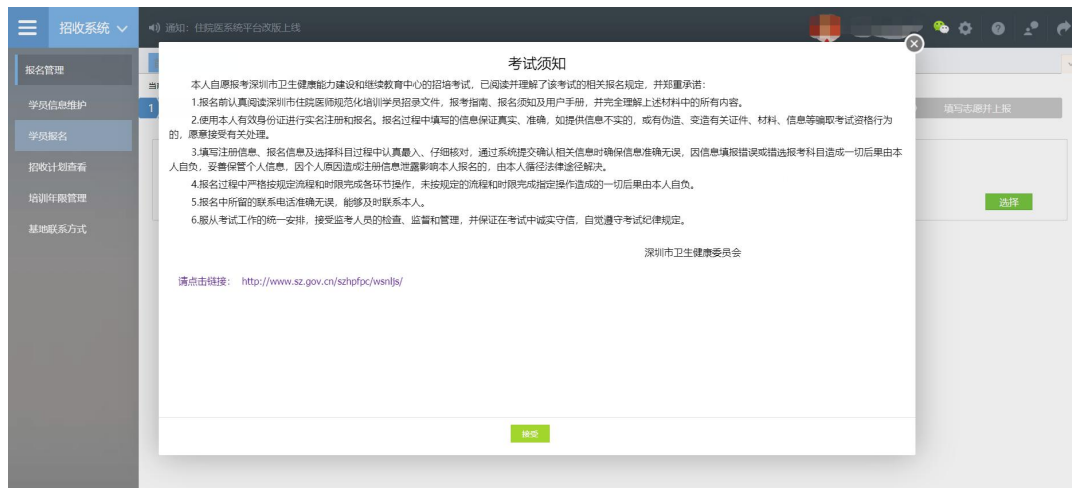 招收系统
通知：住院医系统平台改版上线
报名管理
学员信息维护
学员报名
招收计划查看
培训年限管理
基地联系方式
当
1
填写志愿并上报
选择
考试须知
本人自愿报考深圳市卫生健康能力建设和继续教育中心的招培考试，已阅读并理解了该考试的相关报名规定，并郑重承诺：
1.报名前认真阅读深圳市住院医师规范化培训学员招录文件，报考指南、报名须知及用户手册，并完全理解上述材料中的所有内容。
2.使用本人有效身份证进行实名注册和报名。报名过程中填写的信息保证真实、准确，如提供信息不实的，或有伪造、变造有关证件、材料、信息等骗取考试资格行为
的，愿意接受有关处理。
3.填写注册信息、报名信息及选择科目过程中认真最入、仔细核对，通过系统提交确认相关信息时确保信息准确无误，因信息填报错误或错选报考科目造成一切后果由本
人自负，妥善保管个人信息，因个人原因造成注册信息泄露影响本人报名的，由本人循径法律途径解决。
4.报名过程中严格按规定流程和时限完成各环节操作，未按规定的流程和时限完成指定操作造成的一切后果由本人自负。
5.报名中所留的联系电话准确无误，能够及时联系本人。
6.服从考试工作的统一安排，接受监考人员的检查、监督和管理，并保证在考试中诚实守信，自觉遵守考试纪律规定。
深圳市卫生健康委员会
请点击链接： http://www.sz.gov.cn/szhpfpc/wsnljs/
接受